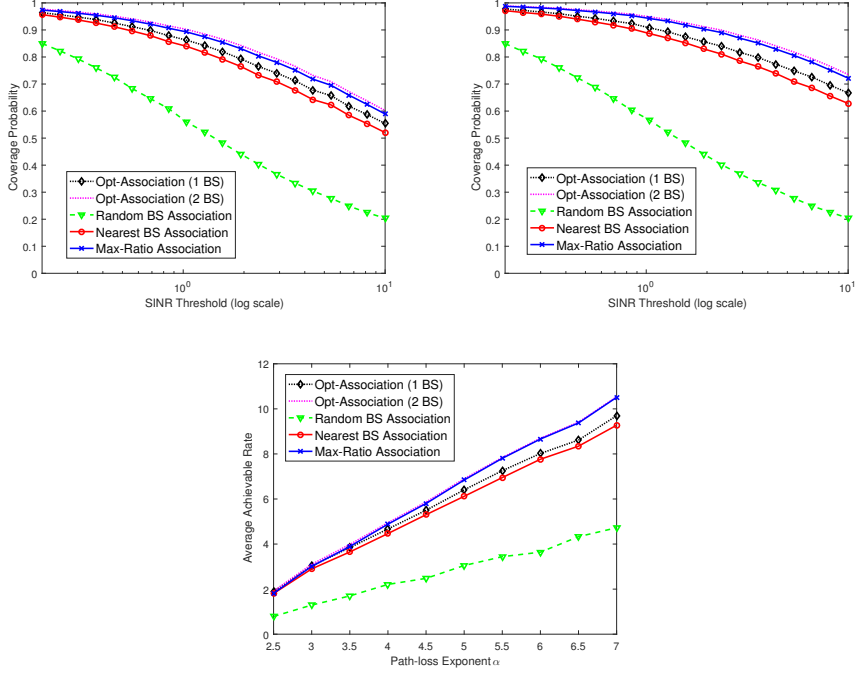 1
0.9
0.8
0.7
0.6
0.5
0.4
0.3
0.2
0.1
0
Coverage Probability
Opt-Association (1 BS)
Opt-Association (2 BS)
Random BS Association
Nearest BS Association
Max-Ratio Association
10^0
10^1
SINR Threshold (log scale)
1
0.9
0.8
0.7
0.6
0.5
0.4
0.3
0.2
0.1
0
Coverage Probability
Opt-Association (1 BS)
Opt-Association (2 BS)
Random BS Association
Nearest BS Association
Max-Ratio Association
10^0
10^1
SINR Threshold (log scale)
12
10
8
6
4
2
0
Average Achievable Rate
Opt-Association (1 BS)
Opt-Association (2 BS)
Random BS Association
Nearest BS Association
Max-Ratio Association
2.5 3 3.5 4 4.5 5 5.5 6 6.5 7
Path-loss Exponent α